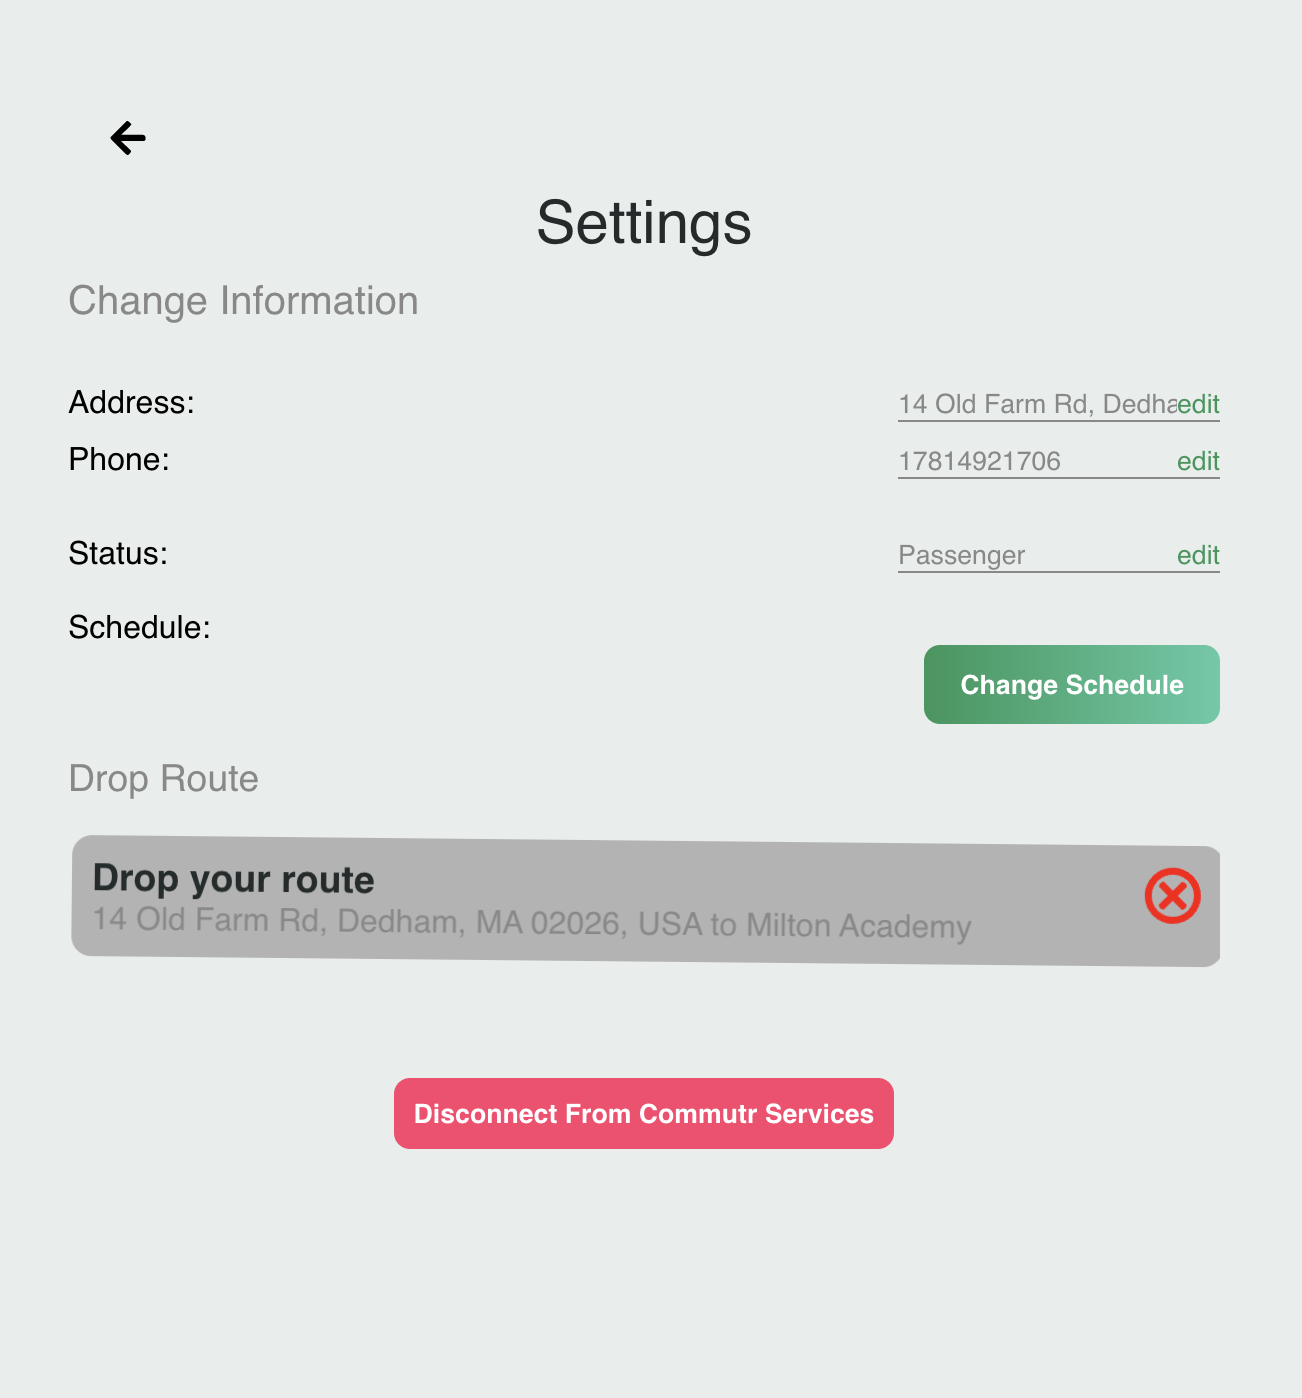 Settings
Change Information
Address:
14 Old Farm Rd, Dedha
edit
Phone:
17814921706
edit
Status:
Passenger
edit
Schedule:
Change Schedule
Drop Route
Drop your route
14 Old Farm Rd, Dedham, MA 02026, USA to Milton Academy
Disconnect From Commutr Services